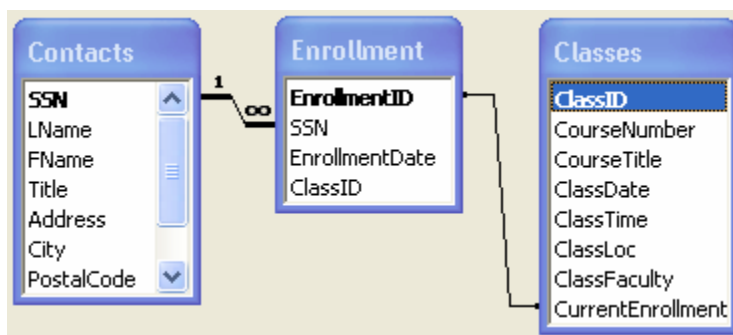 Contacts
SSN
LName
FName
Title
Address
City
PostalCode
1
∞
Enrollment
EnrollmentID
SSN
EnrollmentDate
ClassID
Classes
ClassID
CourseNumber
CourseTitle
ClassDate
ClassTime
ClassLoc
ClassFaculty
CurrentEnrollment